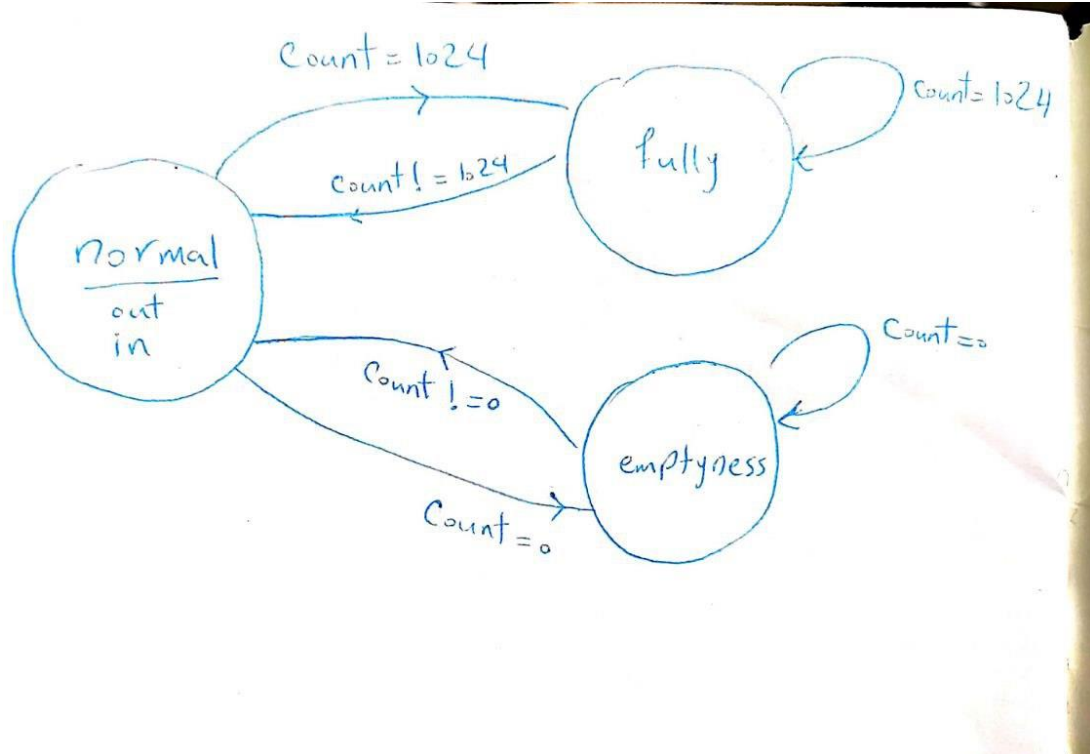 Count = 1024
Count = 1024
fully
Count != 1024
normal
out
in
Count = 0
Count != 0
emptyness
Count = 0